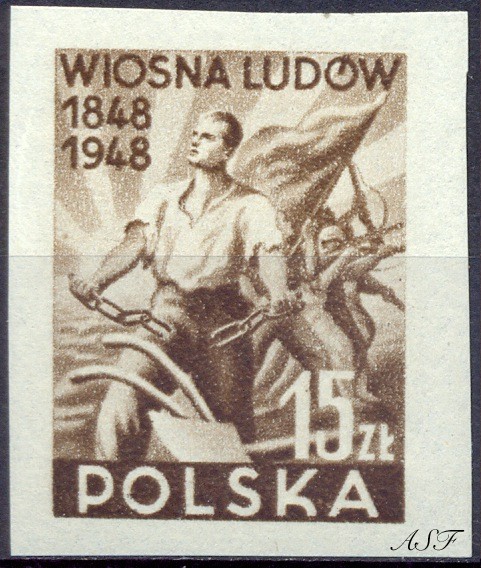 WIOSNA LUDÓW
1848
1948
15 ZŁ
POLSKA
ASF